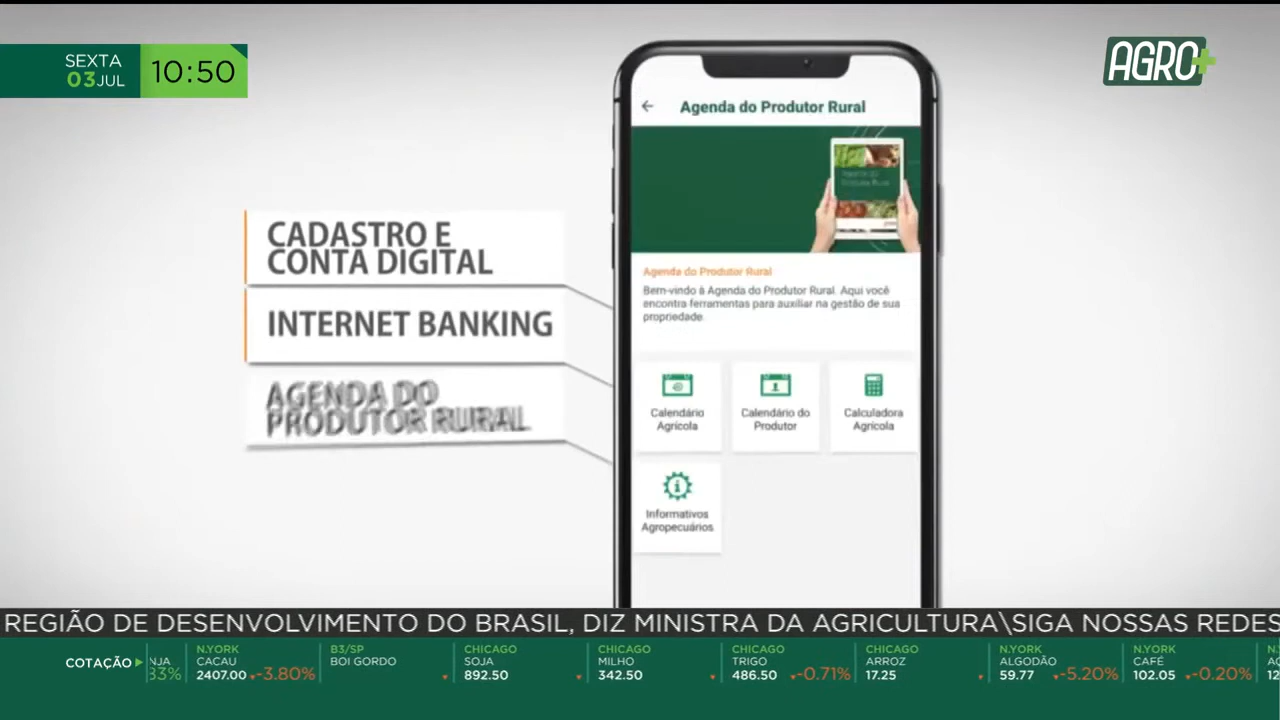 SEXTA
03 JUL
10:50
AGRO+
CADASTRO E
CONTA DIGITAL
INTERNET BANKING
AGENDA DO
PRODUTOR RURAL
Agenda do Produtor Rural
Agenda do Produtor Rural
Bem-vindo à Agenda do Produtor Rural. Aqui você
encontra ferramentas para auxiliar na gestão de sua
propriedade.
Calendário
Agrícola
Calendário do
Produtor
Calculadora
Agrícola
Informativos
Agropecuários
REGIÃO DE DESENVOLVIMENTO DO BRASIL, DIZ MINISTRA DA AGRICULTURA\SIGA NOSSAS REDES
COTAÇÃO
N.YORK
CACAU
2407.00 -3.80%
B3/SP
BOI GORDO
CHICAGO
SOJA
892.50
CHICAGO
MILHO
342.50
CHICAGO
TRIGO
486.50 -0.71%
CHICAGO
ARROZ
17.25
N.YORK
ALGODÃO
59.77 -5.20%
N.YORK
CAFÉ
102.05 -0.20%